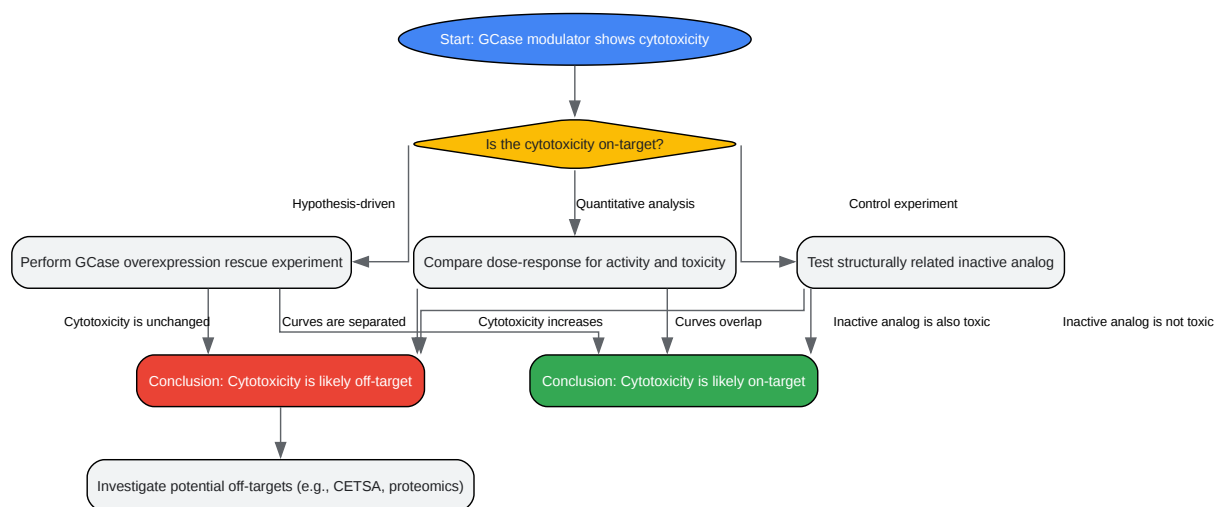 Start: GCase modulator shows cytotoxicity
Is the cytotoxicity on-target?
Hypothesis-driven
Quantitative analysis
Control experiment
Perform GCase overexpression rescue experiment
Compare dose-response for activity and toxicity
Test structurally related inactive analog
Cytotoxicity is unchanged
Curves are separated
Cytotoxicity increases
Curves overlap
Inactive analog is also toxic
Inactive analog is not toxic
Conclusion: Cytotoxicity is likely off-target
Conclusion: Cytotoxicity is likely on-target
Investigate potential off-targets (e.g., CETSA, proteomics)